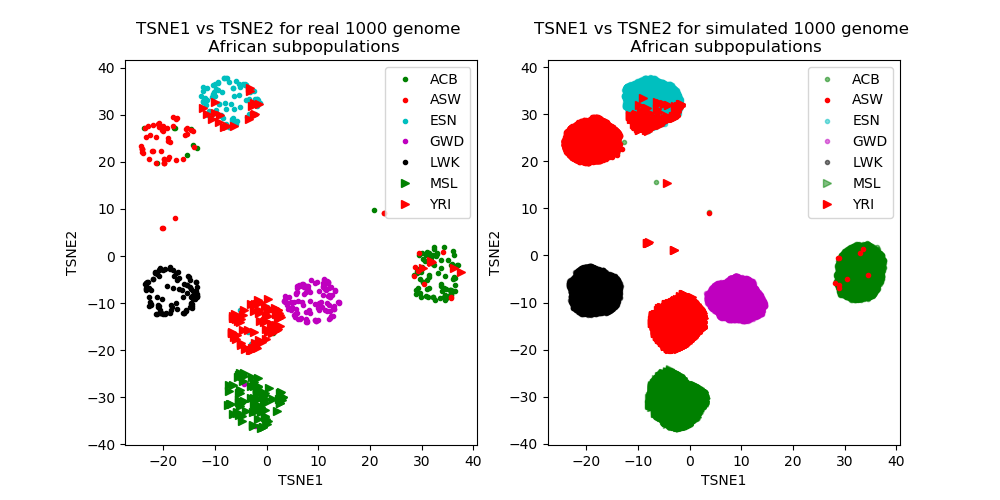 TSNE1 vs TSNE2 for real 1000 genome
African subpopulations
TSNE2
40
30
20
10
0
−10
−20
−30
−40
−20
−10
0
10
20
30
40
TSNE1
ACB
ASW
ESN
GWD
LWK
MSL
YRI
TSNE1 vs TSNE2 for simulated 1000 genome
African subpopulations
TSNE2
40
30
20
10
0
−10
−20
−30
−40
−20
−10
0
10
20
30
40
TSNE1
ACB
ASW
ESN
GWD
LWK
MSL
YRI